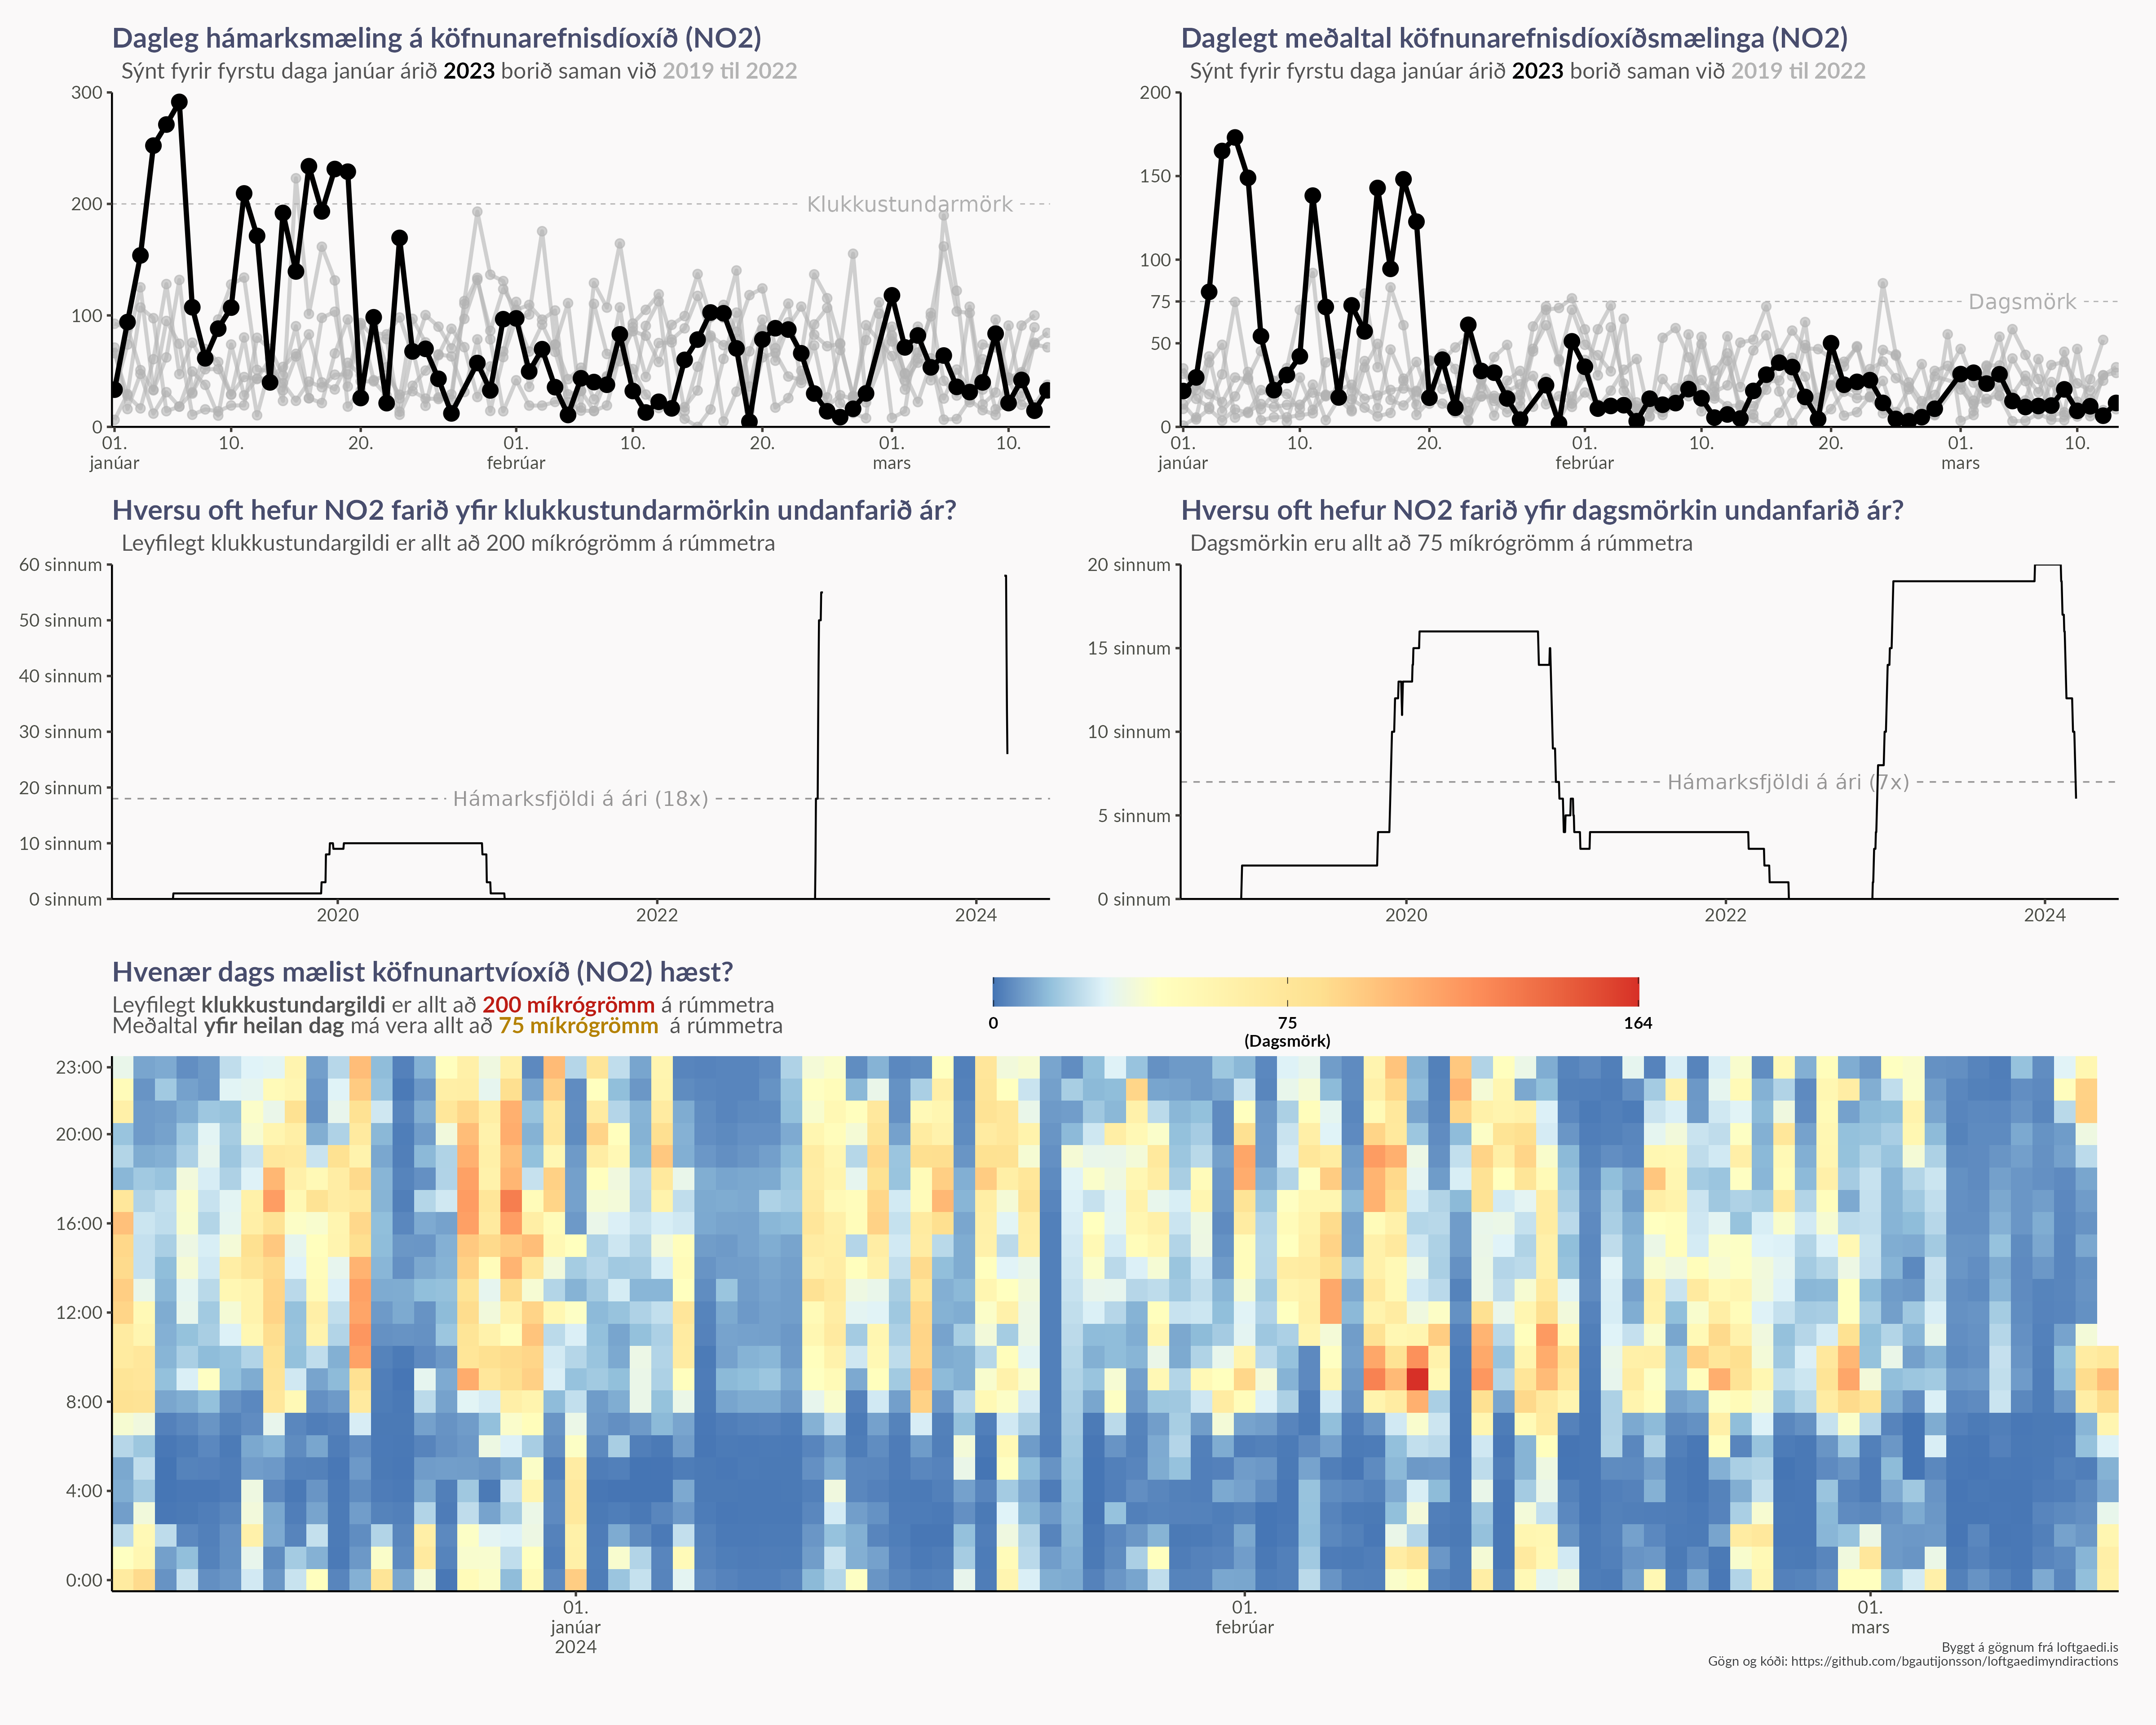 Dagleg hámarksmæling á köfnunarefnisdíoxíð (NO2)
Sýnt fyrir fyrstu daga janúar árið 2023 borið saman við 2019 til 2022
300
200
100
0
Klukkustundarmörk
01. 10. 20. 01. 10. 20. 01. 10.
janúar febrúar mars
Daglegt meðaltal köfnunarefnisdíoxíðsmælinga (NO2)
Sýnt fyrir fyrstu daga janúar árið 2023 borið saman við 2019 til 2022
200
150
100
75
50
0
Dagsmörk
01. 10. 20. 01. 10. 20. 01. 10.
janúar febrúar mars
Hversu oft hefur NO2 farið yfir klukkustundarmörkin undanfarið ár?
Leyfilegt klukkustundargildi er allt að 200 míkrógrömm á rúmmetra
60 sinnum
50 sinnum
40 sinnum
30 sinnum
20 sinnum
10 sinnum
0 sinnum
Hámarksfjöldi á ári (18x)
2020 2022 2024
Hversu oft hefur NO2 farið yfir dagsmörkin undanfarið ár?
Dagsmörkin eru allt að 75 míkrógrömm á rúmmetra
20 sinnum
15 sinnum
10 sinnum
5 sinnum
0 sinnum
Hámarksfjöldi á ári (7x)
2020 2022 2024
Hvenær dags mælist köfnunartvíoxíð (NO2) hæst?
Leyfilegt klukkustundargildi er allt að 200 míkrógrömm á rúmmetra
Meðaltal yfir heilan dag má vera allt að 75 míkrógrömm á rúmmetra
0 75 164
(Dagsmörk)
23:00
20:00
16:00
12:00
8:00
4:00
0:00
01. 01. 01.
janúar febrúar mars
2024
Byggt á gögnum frá loftgaedi.is
Gögn og kóði: https://github.com/bgautijonsson/loftgaedimyndiractions